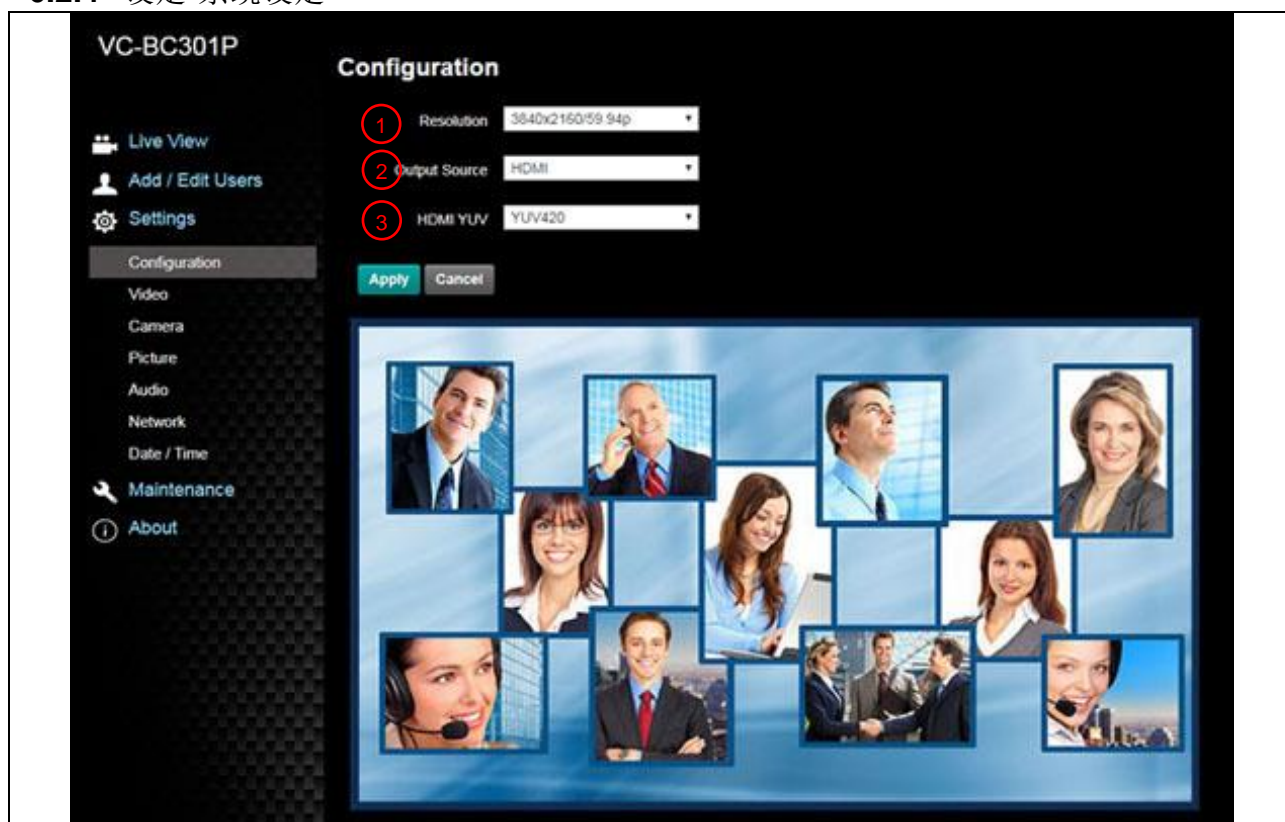 VC-BC301P
Configuration
1 Resolution 3840x2160/59.94p
2 Output Source HDMI
3 HDMI YUV YUV420
Apply Cancel
Live View
Add / Edit Users
Settings
Configuration
Video
Camera
Picture
Audio
Network
Date / Time
Maintenance
About